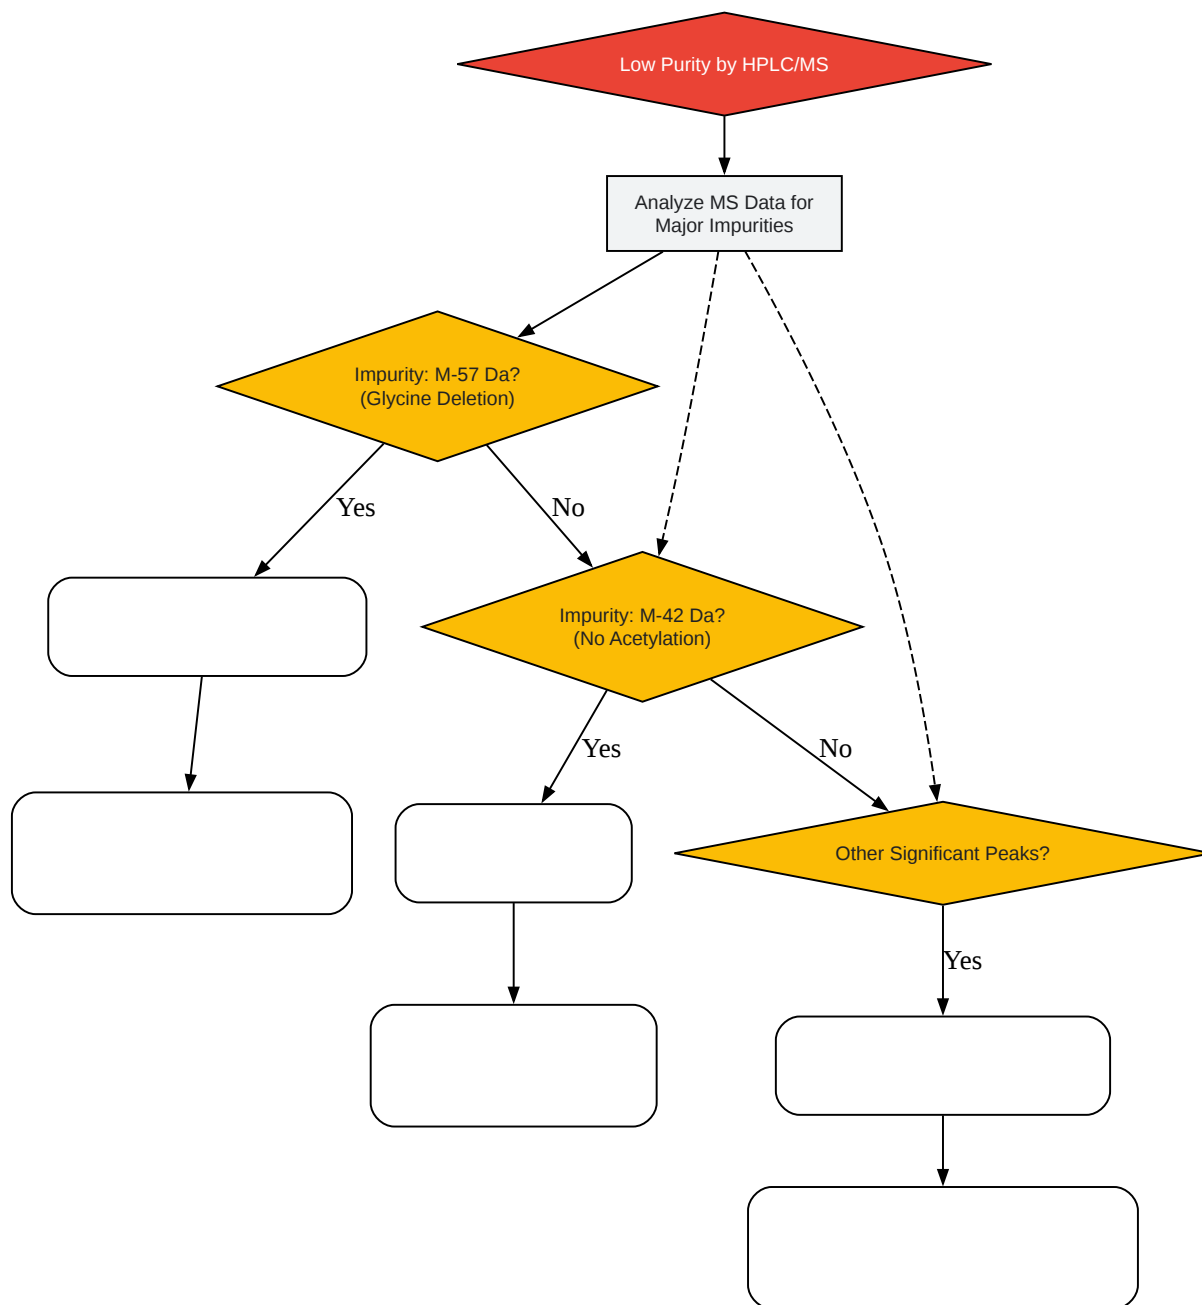 Low Purity by HPLC/MS
Analyze MS Data for
Major Impurities
Impurity: M-57 Da?
(Glycine Deletion)
Yes
No
Impurity: M-42 Da?
(No Acetylation)
Yes
No
Other Significant Peaks?
Yes